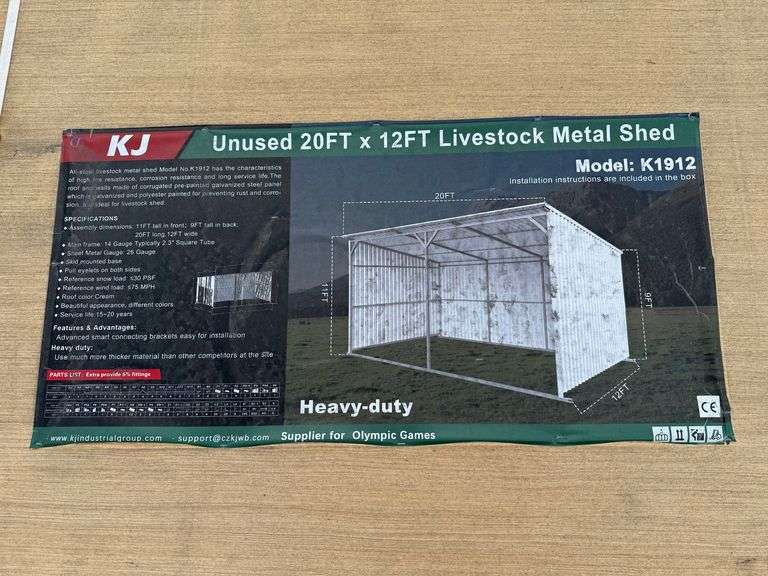 KJ
Unused 20FT x 12FT Livestock Metal Shed
Model: K1912
Installation instructions are included in the box
All-steel livestock metal shed Model No.K1912 has the characteristics
of high fire resistance, corrosion resistance and long service life.The
roof and walls made of corrugated pre-painted galvanized steel panel
which is galvanized and polyester painted for preventing rust and corro-
sion, ideal for livestock shed.
SPECIFICATIONS
Assembly dimensions: 11FT tall in front; 9FT tall in back;
20FT long,12FT wide
Main frame: 14 Gauge Typically 2.3" Square Tube
Sheet Metal Gauge: 26 Gauge
Skid mounted base
Pull eyelets on both sides
Reference snow load: ≤30 PSF
Reference wind load: ≤75 MPH
Roof color Cream
Beautiful appearance, different colors
Service life:15-20 years
Features & Advantages:
Advanced smart connecting brackets easy for installation
Heavy duty:
Use much more thicker material than other competitors at the site
PARTS LIST: Extra provide 5% fittings
20FT
11FT
9FT
12FT
Heavy-duty
CE
www.kjindustrialgroup.com - support@czkjwb.com Supplier for Olympic Games